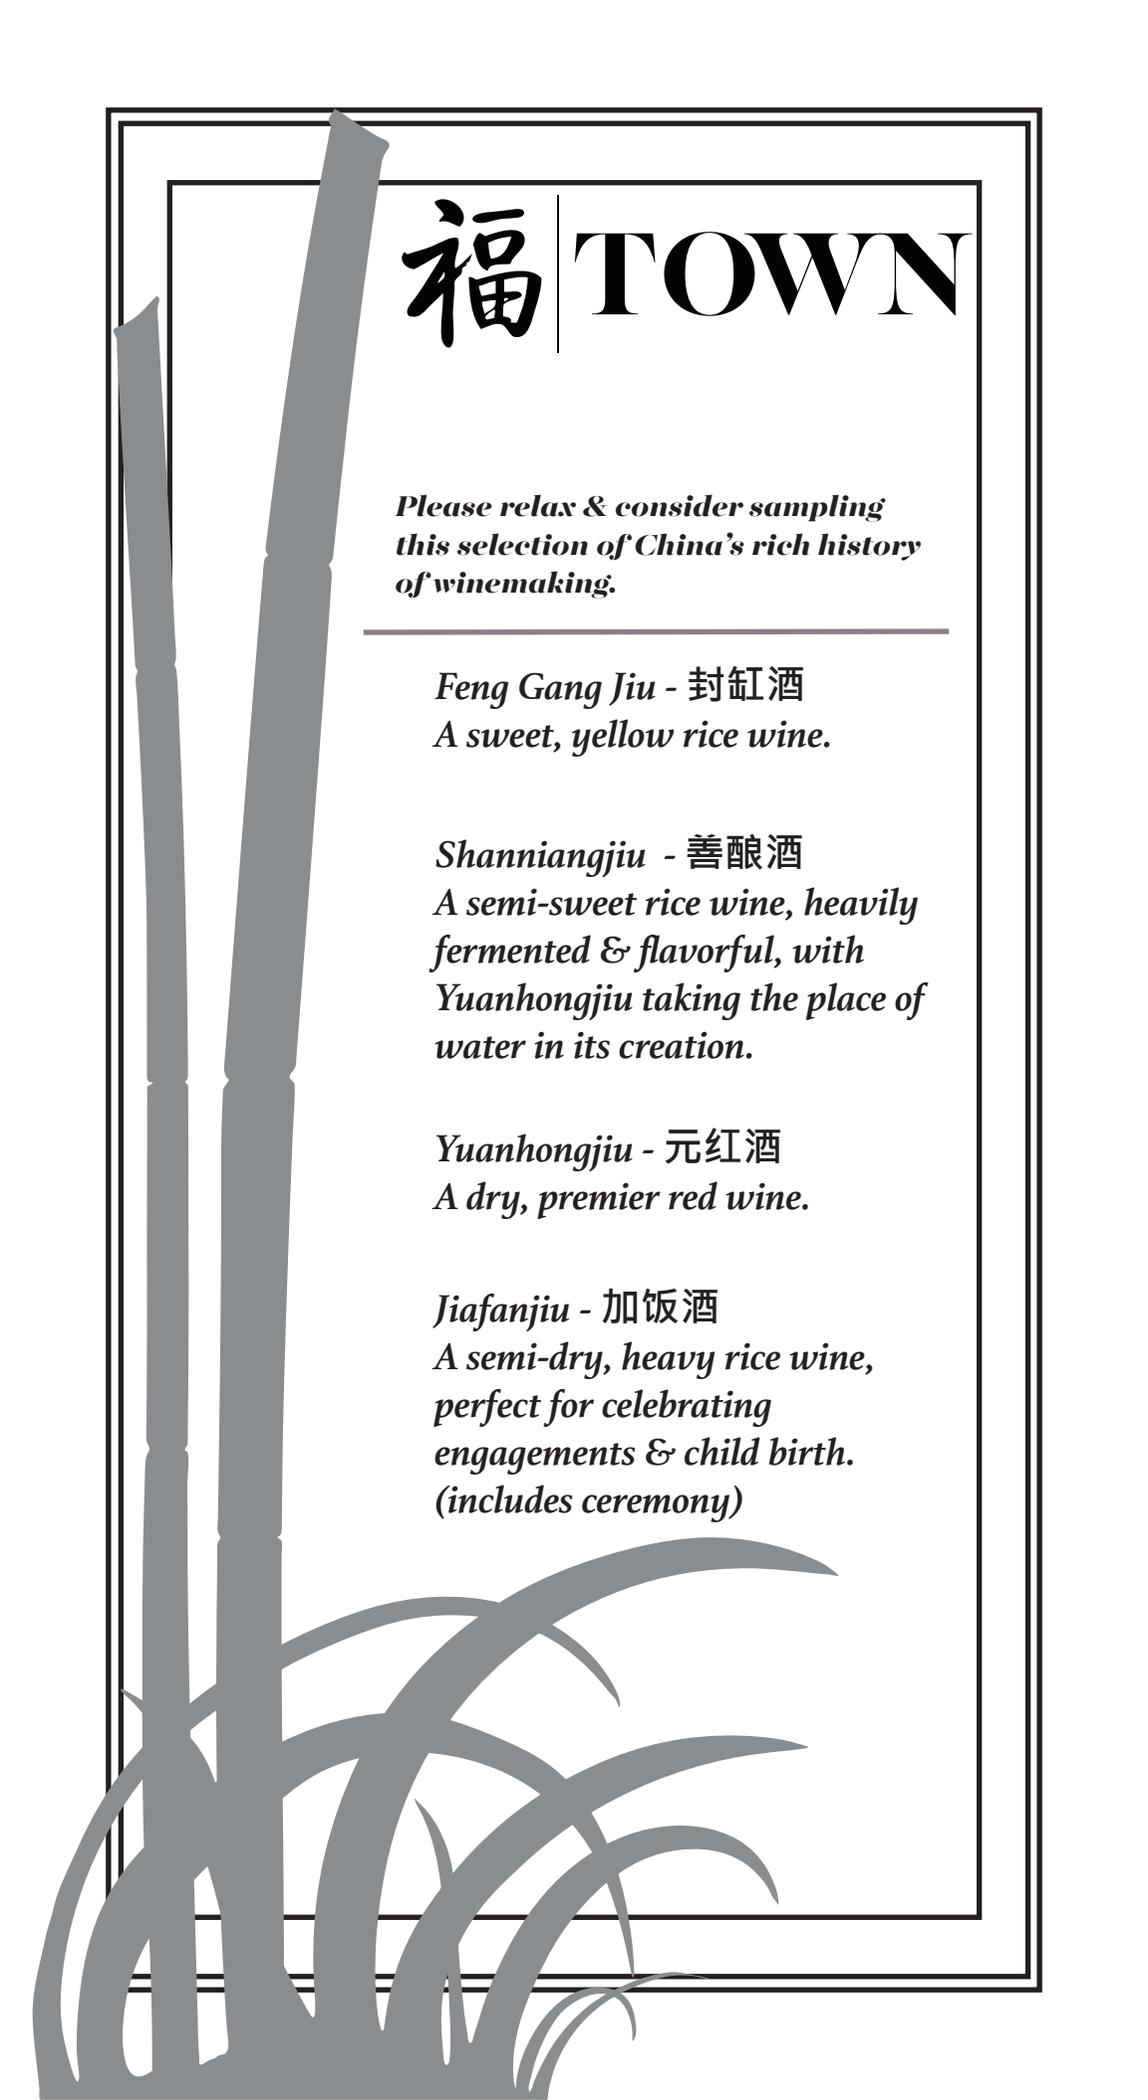 福 TOWN
Please relax & consider sampling
this selection of China’s rich history
of winemaking.
Feng Gang Jiu - 封缸酒
A sweet, yellow rice wine.
Shanniangjiu - 善酿酒
A semi-sweet rice wine, heavily
fermented & flavorful, with
Yuanhongjiu taking the place of
water in its creation.
Yuanhongjiu - 元红酒
A dry, premier red wine.
Jiafanjiu - 加饭酒
A semi-dry, heavy rice wine,
perfect for celebrating
engagements & child birth.
(includes ceremony)